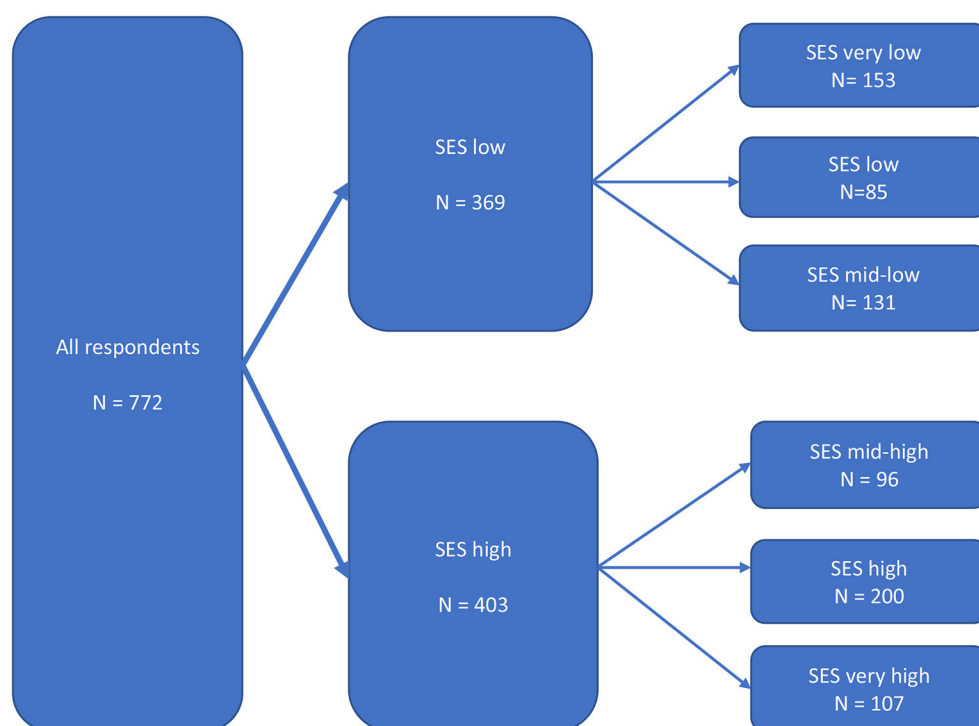 All respondents
N = 772
SES low
N = 369
SES high
N = 403
SES very low
N= 153
SES low
N=85
SES mid-low
N= 131
SES mid-high
N = 96
SES high
N = 200
SES very high
N = 107